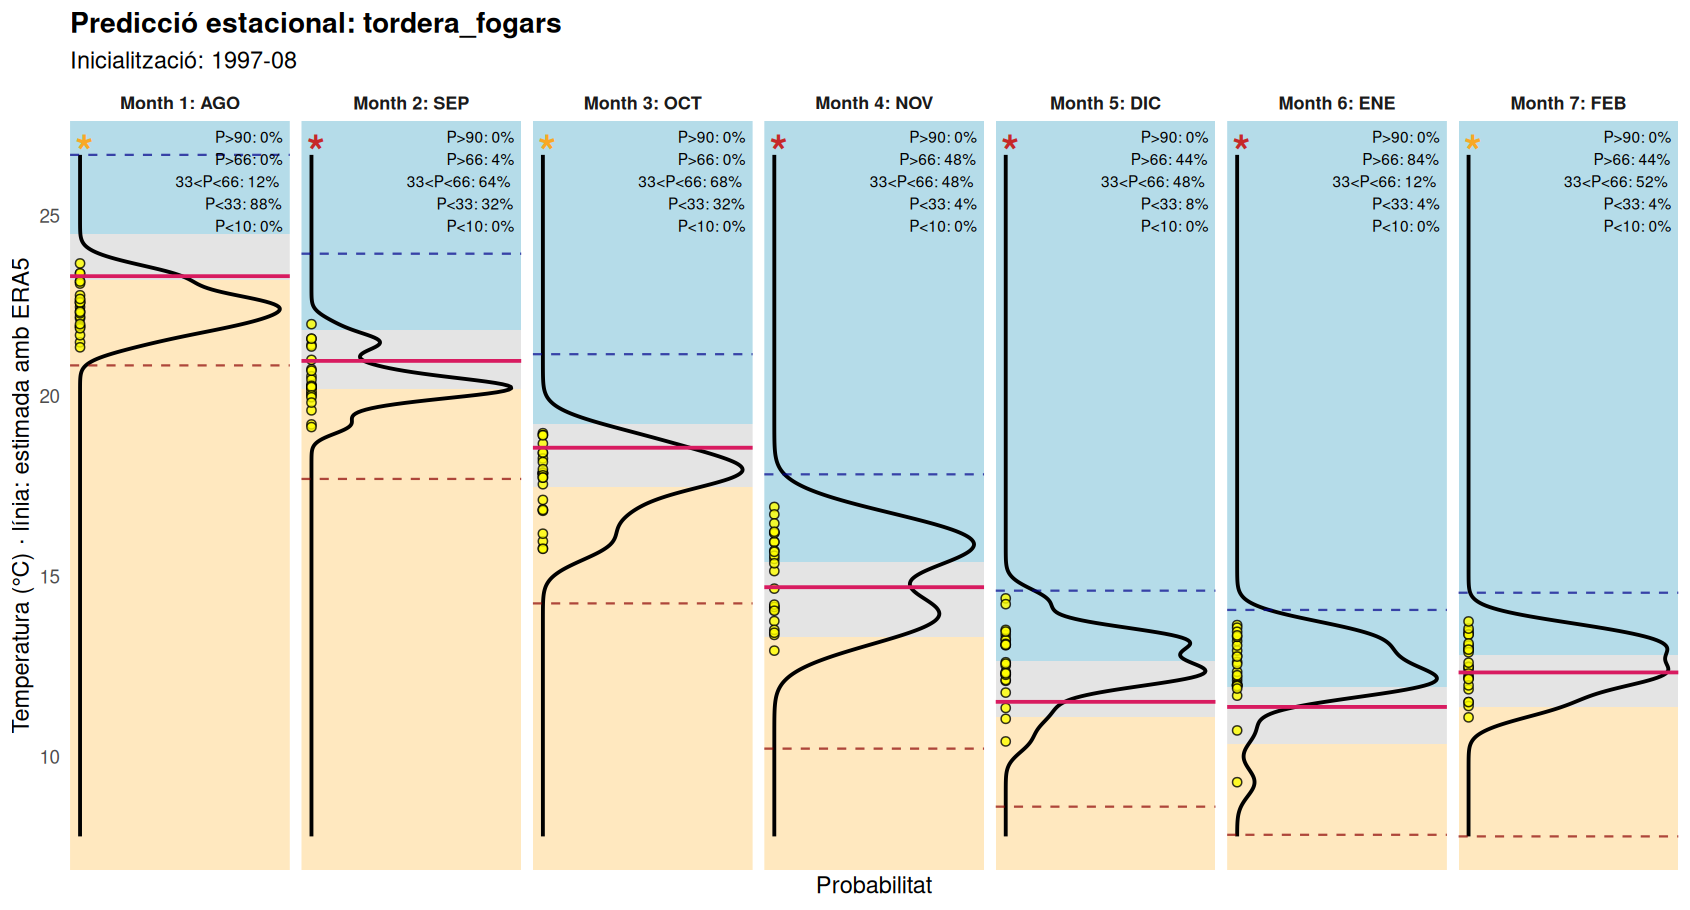 Predicció estacional: tordera_fogars
Inicialització: 1997-08
Month 1: AGO
Month 2: SEP
Month 3: OCT
Month 4: NOV
Month 5: DIC
Month 6: ENE
Month 7: FEB
*
P>90: 0%
P>66: 0%
33<P<66: 12%
P<33: 88%
P<10: 0%
*
P>90: 0%
P>66: 4%
33<P<66: 64%
P<33: 32%
P<10: 0%
*
P>90: 0%
P>66: 0%
33<P<66: 68%
P<33: 32%
P<10: 0%
*
P>90: 0%
P>66: 48%
33<P<66: 48%
P<33: 4%
P<10: 0%
*
P>90: 0%
P>66: 44%
33<P<66: 48%
P<33: 8%
P<10: 0%
*
P>90: 0%
P>66: 84%
33<P<66: 12%
P<33: 4%
P<10: 0%
*
P>90: 0%
P>66: 44%
33<P<66: 52%
P<33: 4%
P<10: 0%
25
20
15
10
Temperatura (°C) · línia: estimada amb ERA5
Probabilitat